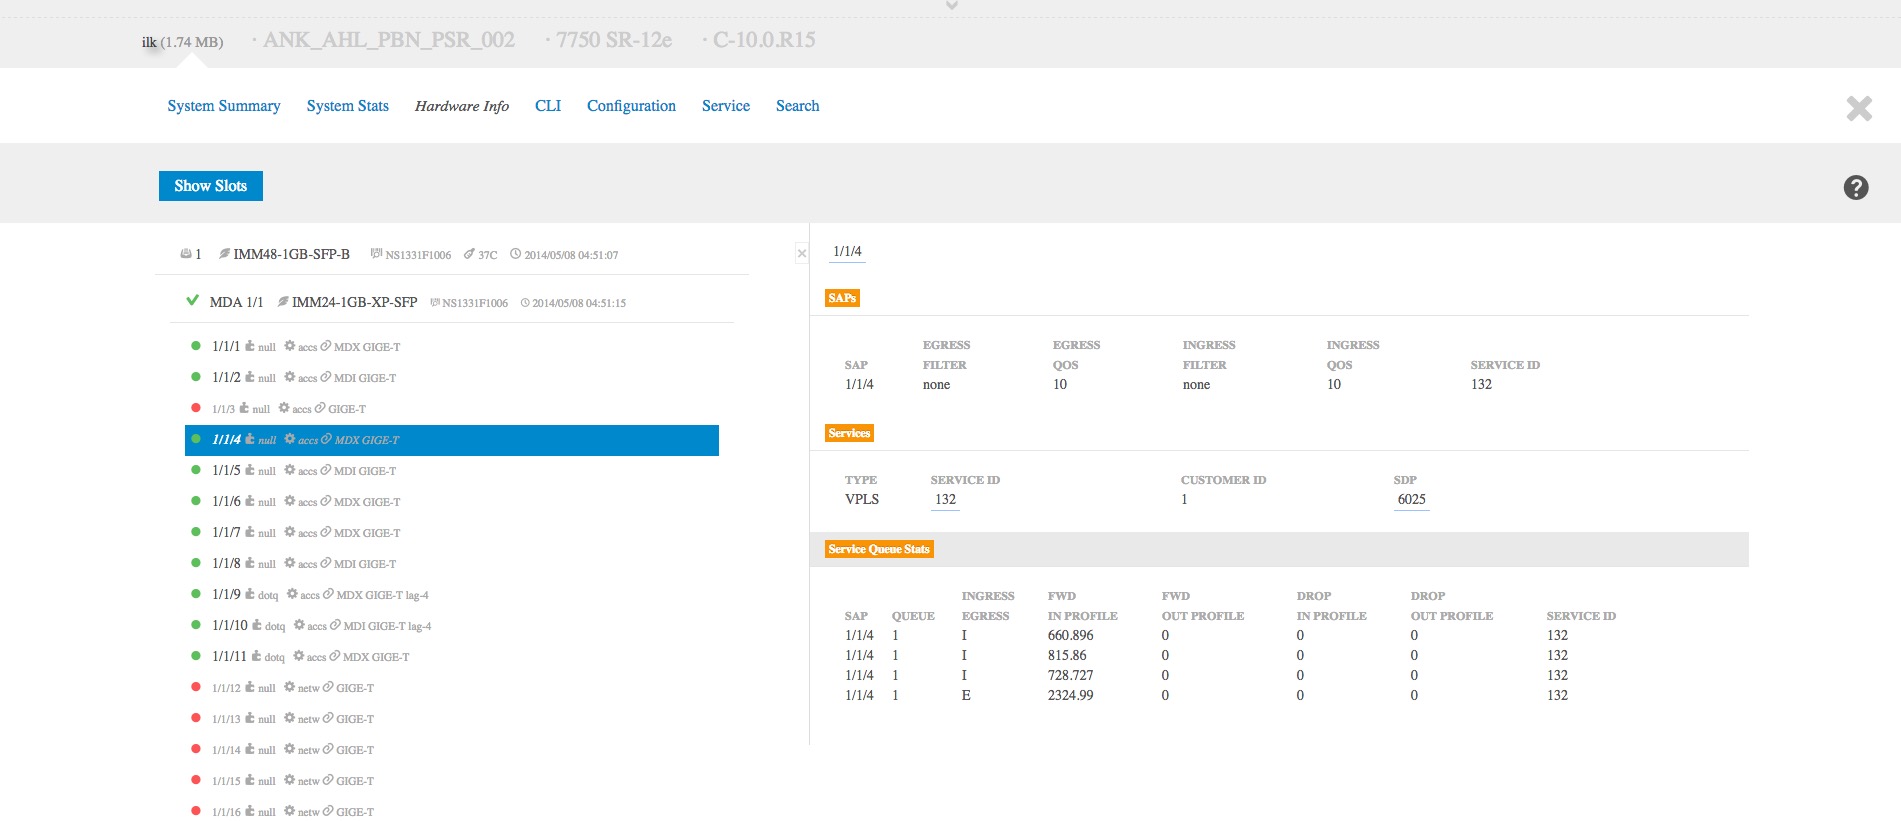 ilk (1.74 MB) · ANK_AHL_PBN_PSR_002 · 7750 SR-12e · C-10.0.R15
System Summary System Stats Hardware Info CLI Configuration Service Search
Show Slots
1 IMM48-1GB-SFP-B NS1331F1006 37C 2014/05/08 04:51:07
MDA 1/1 IMM24-1GB-XP-SFP NS1331F1006 2014/05/08 04:51:15
1/1/1 null accs MDX GIGE-T
1/1/2 null accs MDI GIGE-T
1/1/3 null accs GIGE-T
1/1/4 null accs MDX GIGE-T
1/1/5 null accs MDI GIGE-T
1/1/6 null accs MDX GIGE-T
1/1/7 null accs MDX GIGE-T
1/1/8 null accs MDI GIGE-T
1/1/9 dotq accs MDX GIGE-T lag-4
1/1/10 dotq accs MDI GIGE-T lag-4
1/1/11 dotq accs MDX GIGE-T
1/1/12 null netw GIGE-T
1/1/13 null netw GIGE-T
1/1/14 null netw GIGE-T
1/1/15 null netw GIGE-T
1/1/16 null netw GIGE-T
1/1/4
SAPs
EGRESS EGRESS INGRESS INGRESS
SAP FILTER QOS FILTER QOS SERVICE ID
1/1/4 none 10 none 10 132
Services
TYPE SERVICE ID CUSTOMER ID SDP
VPLS 132 1 6025
Service Queue Stats
INGRESS FWD FWD DROP DROP
SAP QUEUE EGRESS IN PROFILE OUT PROFILE IN PROFILE OUT PROFILE SERVICE ID
1/1/4 1 I 660.896 0 0 0 132
1/1/4 1 I 815.86 0 0 0 132
1/1/4 1 I 728.727 0 0 0 132
1/1/4 1 E 2324.99 0 0 0 132